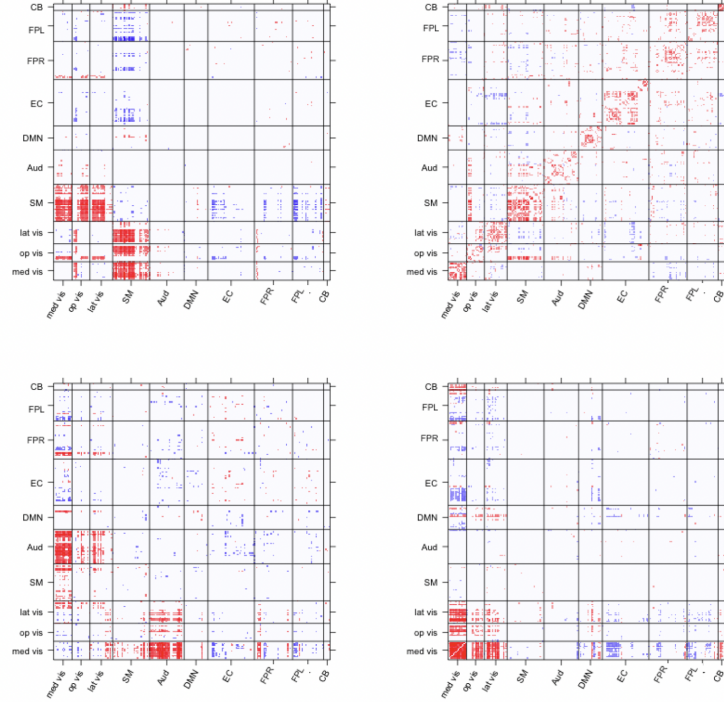 CB
FPL
FPR
EC
DMN
Aud
SM
lat vis
op vis
med vis
med vis op vis lat vis SM Aud DMN EC FPR FPL CB
CB
FPL
FPR
EC
DMN
Aud
SM
lat vis
op vis
med vis
med vis op vis lat vis SM Aud DMN EC FPR FPL CB
CB
FPL
FPR
EC
DMN
Aud
SM
lat vis
op vis
med vis
med vis op vis lat vis SM Aud DMN EC FPR FPL CB
CB
FPL
FPR
EC
DMN
Aud
SM
lat vis
op vis
med vis
med vis op vis lat vis SM Aud DMN EC FPR FPL CB